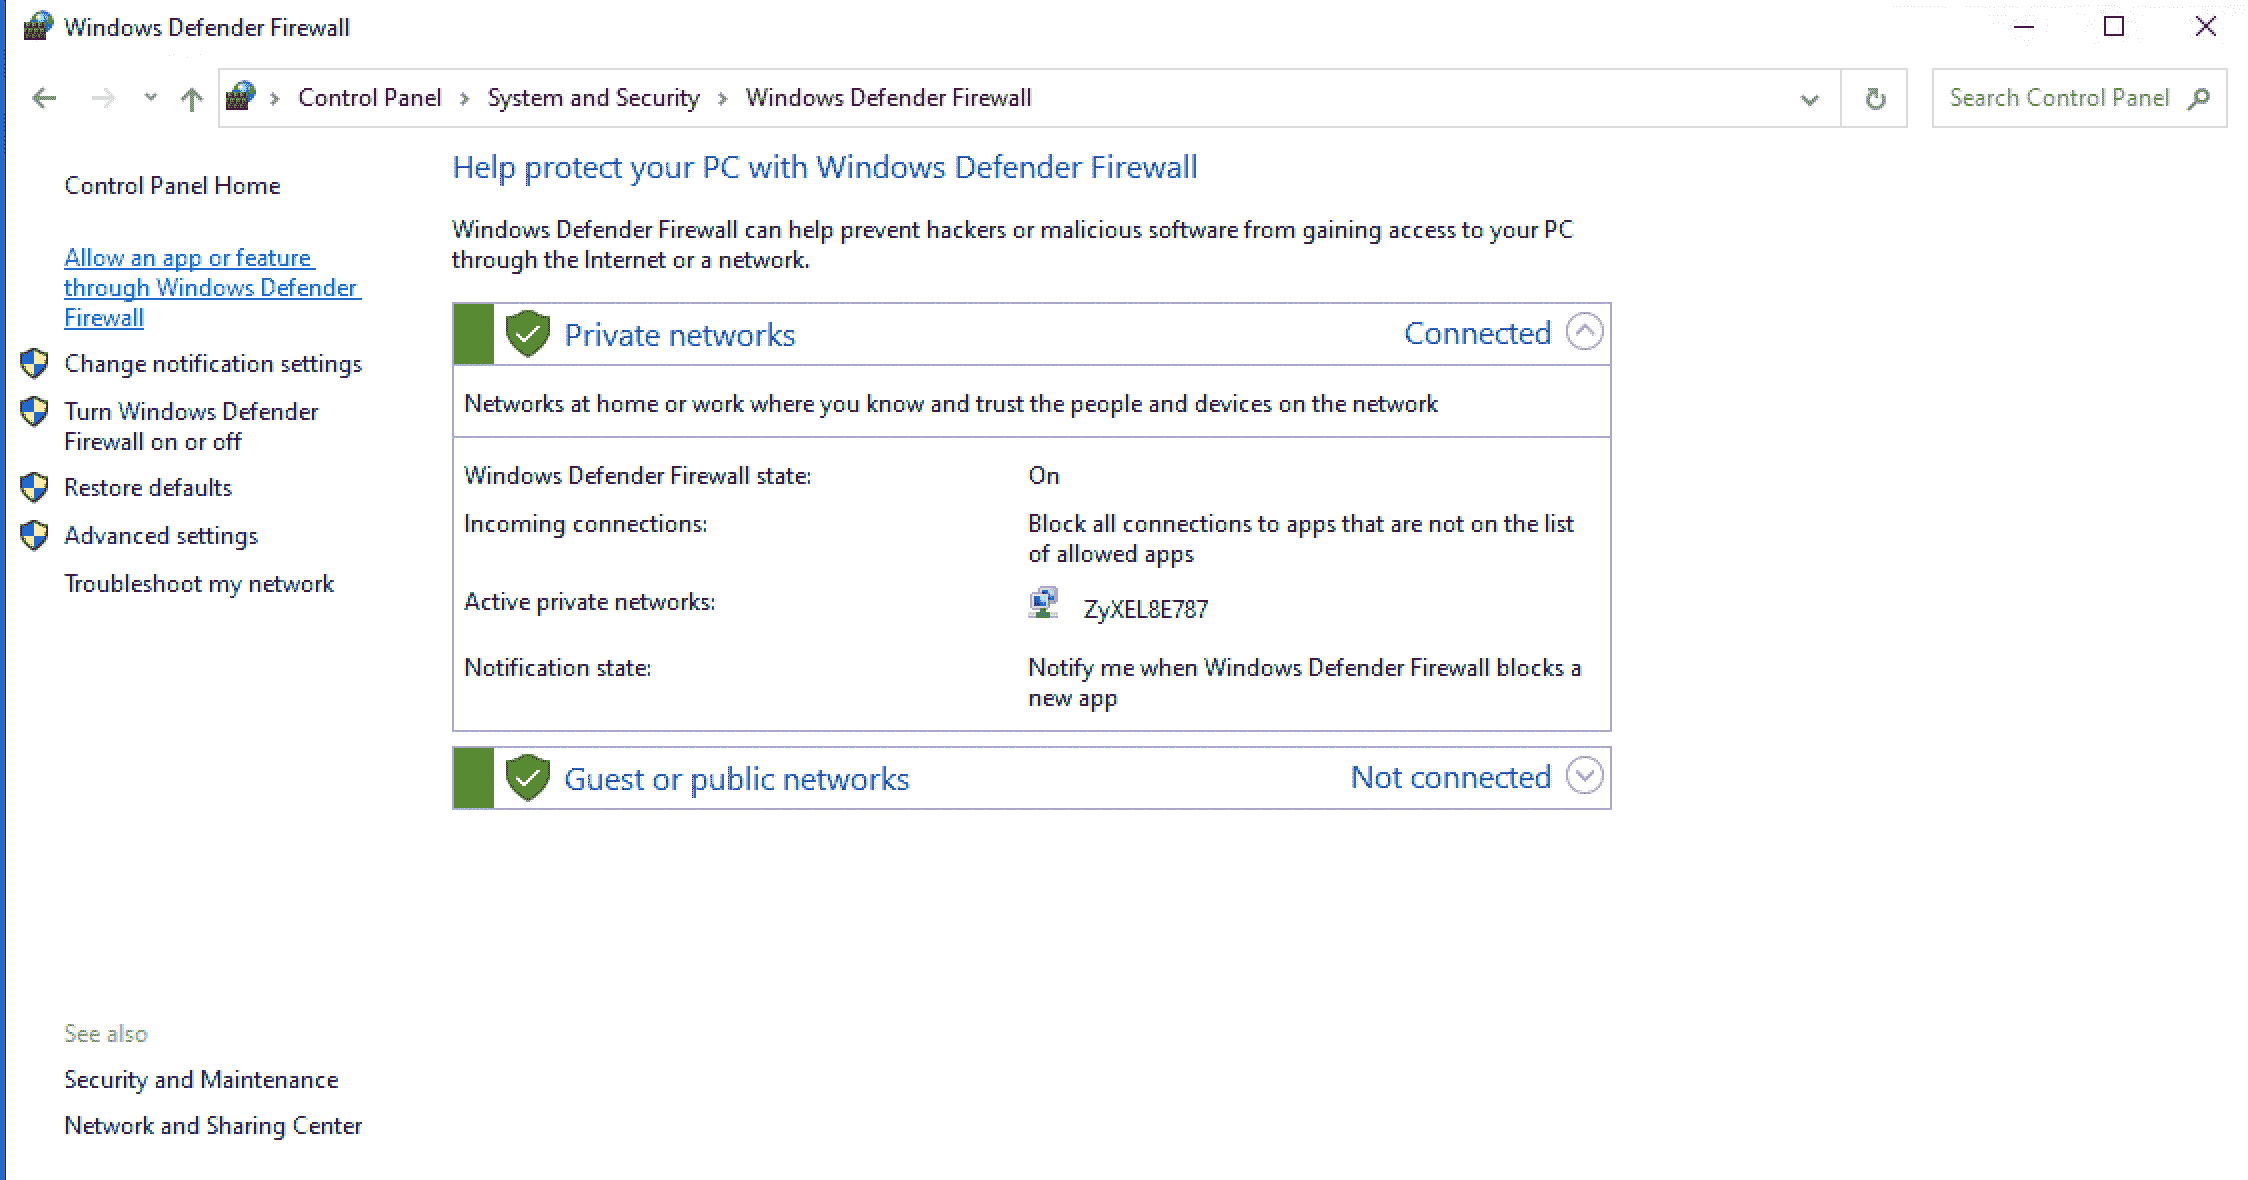 Windows Defender Firewall
Control Panel
System and Security
Windows Defender Firewall
Search Control Panel
Control Panel Home
Allow an app or feature
through Windows Defender
Firewall
Change notification settings
Turn Windows Defender
Firewall on or off
Restore defaults
Advanced settings
Troubleshoot my network
Help protect your PC with Windows Defender Firewall
Windows Defender Firewall can help prevent hackers or malicious software from gaining access to your PC
through the Internet or a network.
Private networks
Connected
Networks at home or work where you know and trust the people and devices on the network
Windows Defender Firewall state:
On
Incoming connections:
Block all connections to apps that are not on the list
of allowed apps
Active private networks:
ZyXEL8E787
Notification state:
Notify me when Windows Defender Firewall blocks a
new app
Guest or public networks
Not connected
See also
Security and Maintenance
Network and Sharing Center